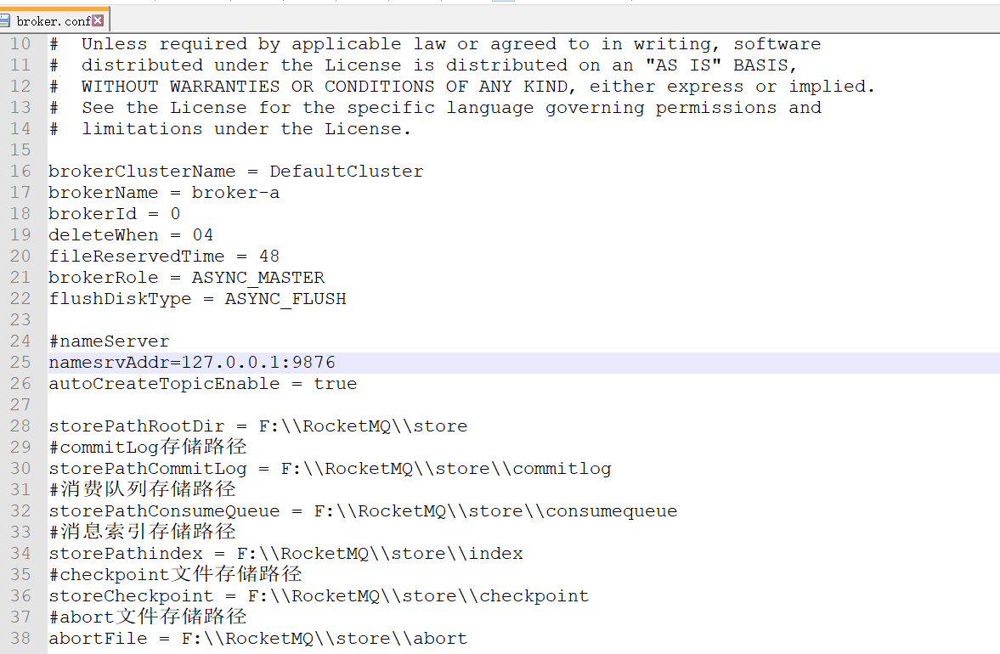 broker.conf
10 #  Unless required by applicable law or agreed to in writing, software
11 #  distributed under the License is distributed on an "AS IS" BASIS,
12 #  WITHOUT WARRANTIES OR CONDITIONS OF ANY KIND, either express or implied.
13 #  See the License for the specific language governing permissions and
14 #  limitations under the License.
15
16 brokerClusterName = DefaultCluster
17 brokerName = broker-a
18 brokerId = 0
19 deleteWhen = 04
20 fileReservedTime = 48
21 brokerRole = ASYNC_MASTER
22 flushDiskType = ASYNC_FLUSH
23
24 #nameServer
25 namesrvAddr=127.0.0.1:9876
26 autoCreateTopicEnable = true
27
28 storePathRootDir = F:\\RocketMQ\\store
29 #commitLog存储路径
30 storePathCommitLog = F:\\RocketMQ\\store\\commitlog
31 #消费队列存储路径
32 storePathConsumeQueue = F:\\RocketMQ\\store\\consumequeue
33 #消息索引存储路径
34 storePathindex = F:\\RocketMQ\\store\\index
35 #checkpoint文件存储路径
36 storeCheckpoint = F:\\RocketMQ\\store\\checkpoint
37 #abort文件存储路径
38 abortFile = F:\\RocketMQ\\store\\abort